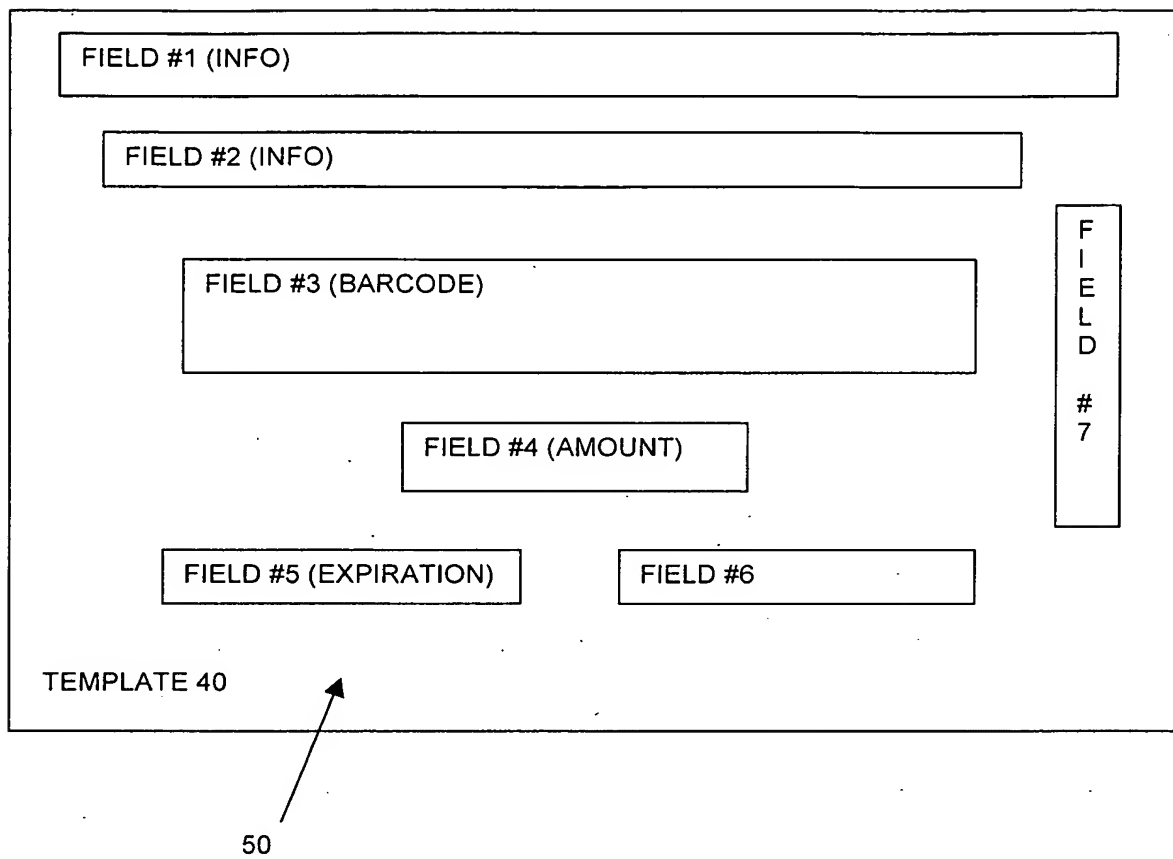 FIELD #1 (INFO)
FIELD #2 (INFO)
FIELD #3 (BARCODE)
FIELD #7
FIELD #4 (AMOUNT)
FIELD #5 (EXPIRATION)
FIELD #6
TEMPLATE 40
50